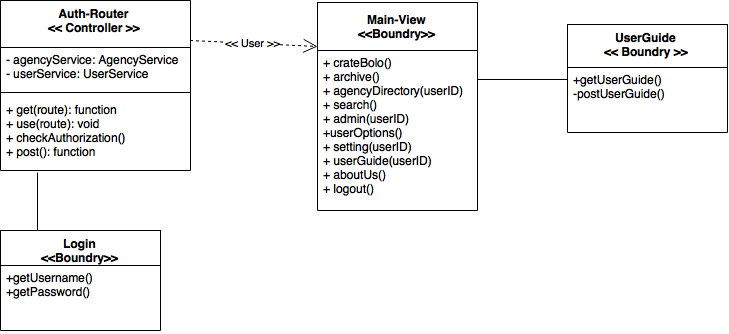 Auth-Router
<< Controller >>
- agencyService: AgencyService
- userService: UserService
+ get(route): function
+ use(route): void
+ checkAuthorization()
+ post(): function
<< User >>
Main-View
<<Boundry>>
+ crateBolo()
+ archive()
+ agencyDirectory(userID)
+ search()
+ admin(userID)
+userOptions()
+ setting(userID)
+ userGuide(userID)
+ aboutUs()
+ logout()
UserGuide
<< Boundry >>
+getUserGuide()
-postUserGuide()
Login
<<Boundry>>
+getUsername()
+getPassword()